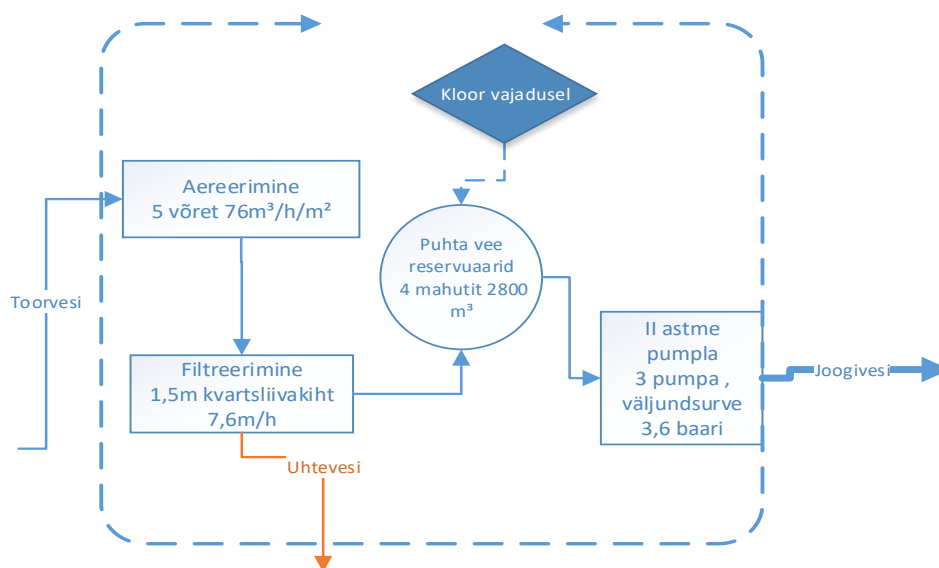 Kloor vajadusel
Aereerimine
5 võret 76m³/h/m²
Puhta vee
reservuaarid
4 mahutit 2800
m³
Toorvesi
II astme
pumpla
3 pumpa ,
väljundsurve
3,6 baari
Filtreerimine
1,5m kvartsliivakiht
7,6m/h
Joogivesi
Uhtevesi